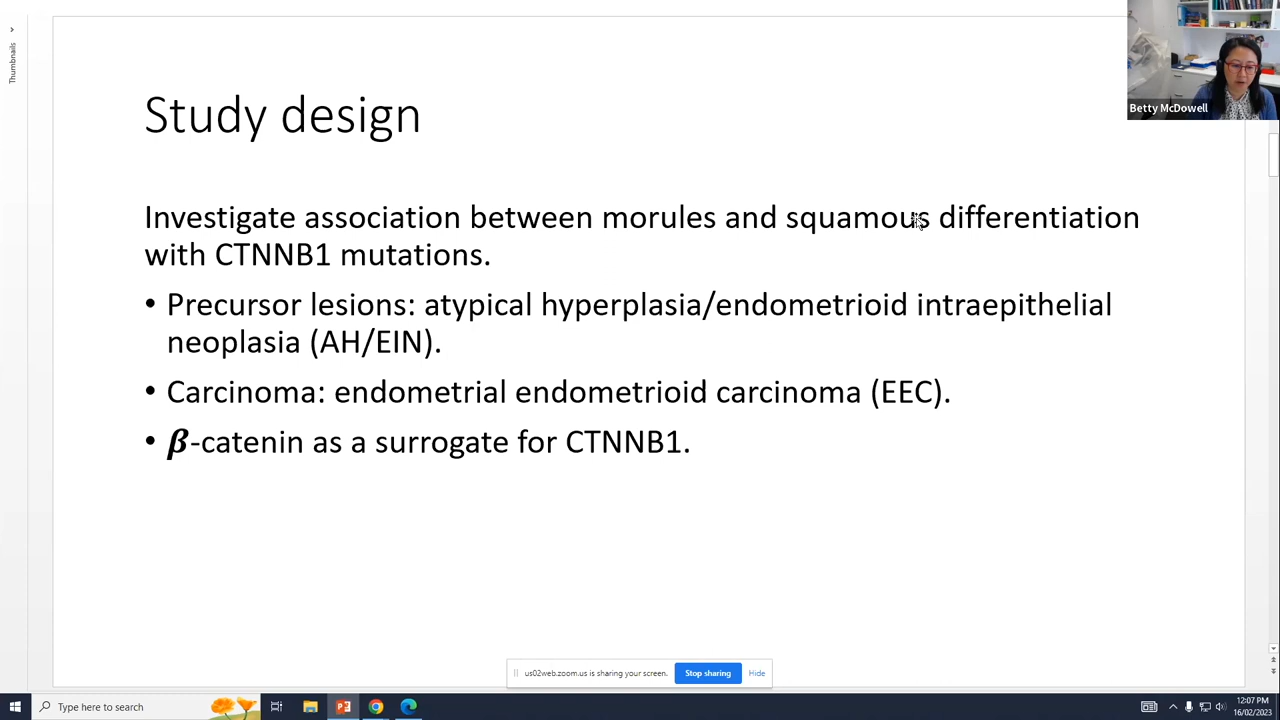 Thumbnails
Betty McDowell
Study design
Investigate association between morules and squamous differentiation
with CTNNB1 mutations.
• Precursor lesions: atypical hyperplasia/endometrioid intraepithelial
neoplasia (AH/EIN).
• Carcinoma: endometrial endometrioid carcinoma (EEC).
• β-catenin as a surrogate for CTNNB1.
us02web.zoom.us is sharing your screen. Stop sharing Hide
Type here to search
12:07 PM
16/02/2023